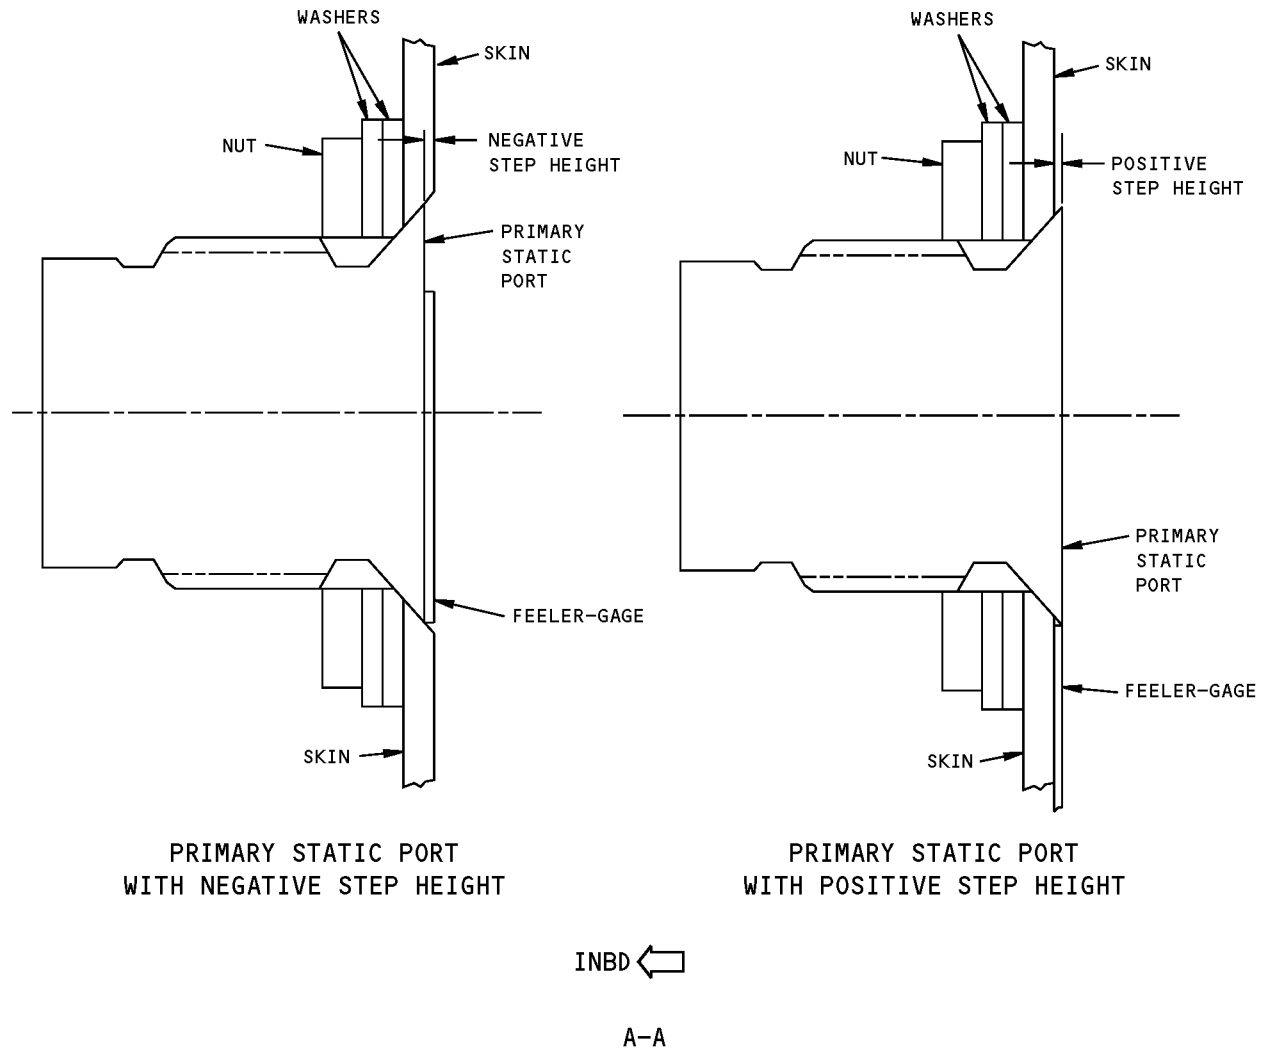 WASHERS
SKIN
NUT
NEGATIVE
STEP HEIGHT
PRIMARY
STATIC
PORT
FEELER-GAGE
SKIN
PRIMARY STATIC PORT
WITH NEGATIVE STEP HEIGHT
WASHERS
SKIN
NUT
POSITIVE
STEP HEIGHT
PRIMARY
STATIC
PORT
FEELER-GAGE
SKIN
PRIMARY STATIC PORT
WITH POSITIVE STEP HEIGHT
INBD
A-A